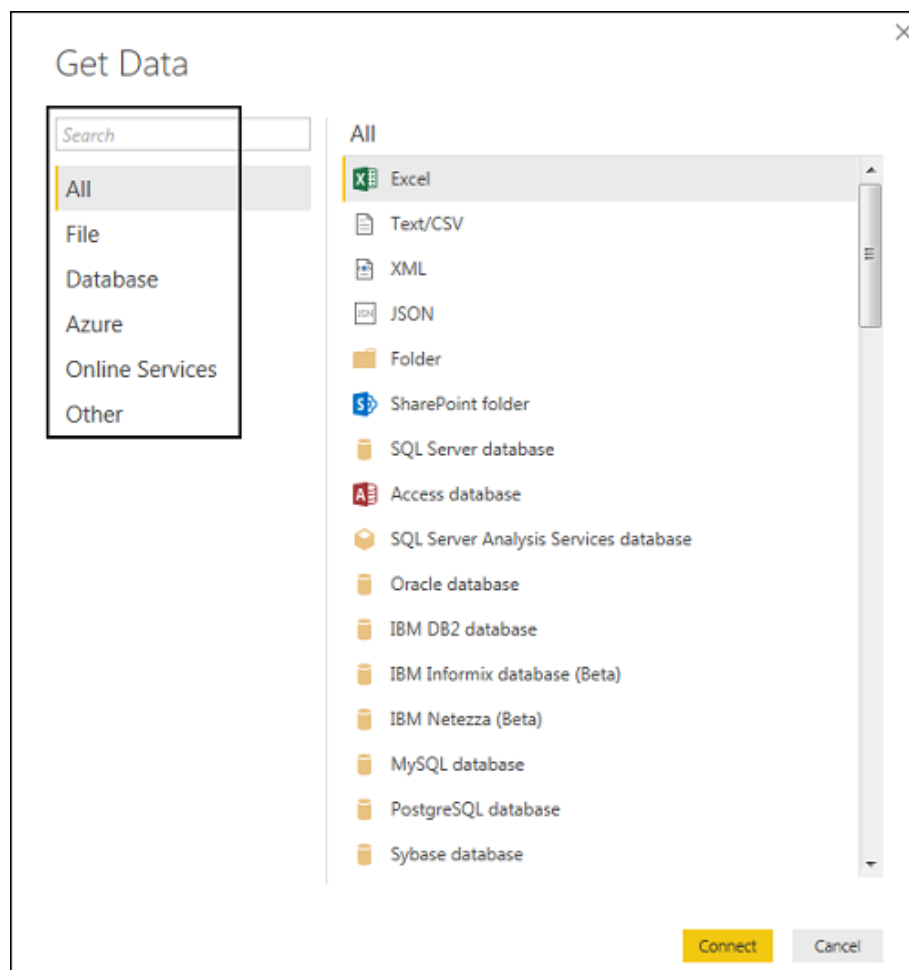 Get Data
Search
All
File
Database
Azure
Online Services
Other
All
Excel
Text/CSV
XML
JSON
Folder
SharePoint folder
SQL Server database
Access database
SQL Server Analysis Services database
Oracle database
IBM DB2 database
IBM Informix database (Beta)
IBM Netezza (Beta)
MySQL database
PostgreSQL database
Sybase database
Connect
Cancel